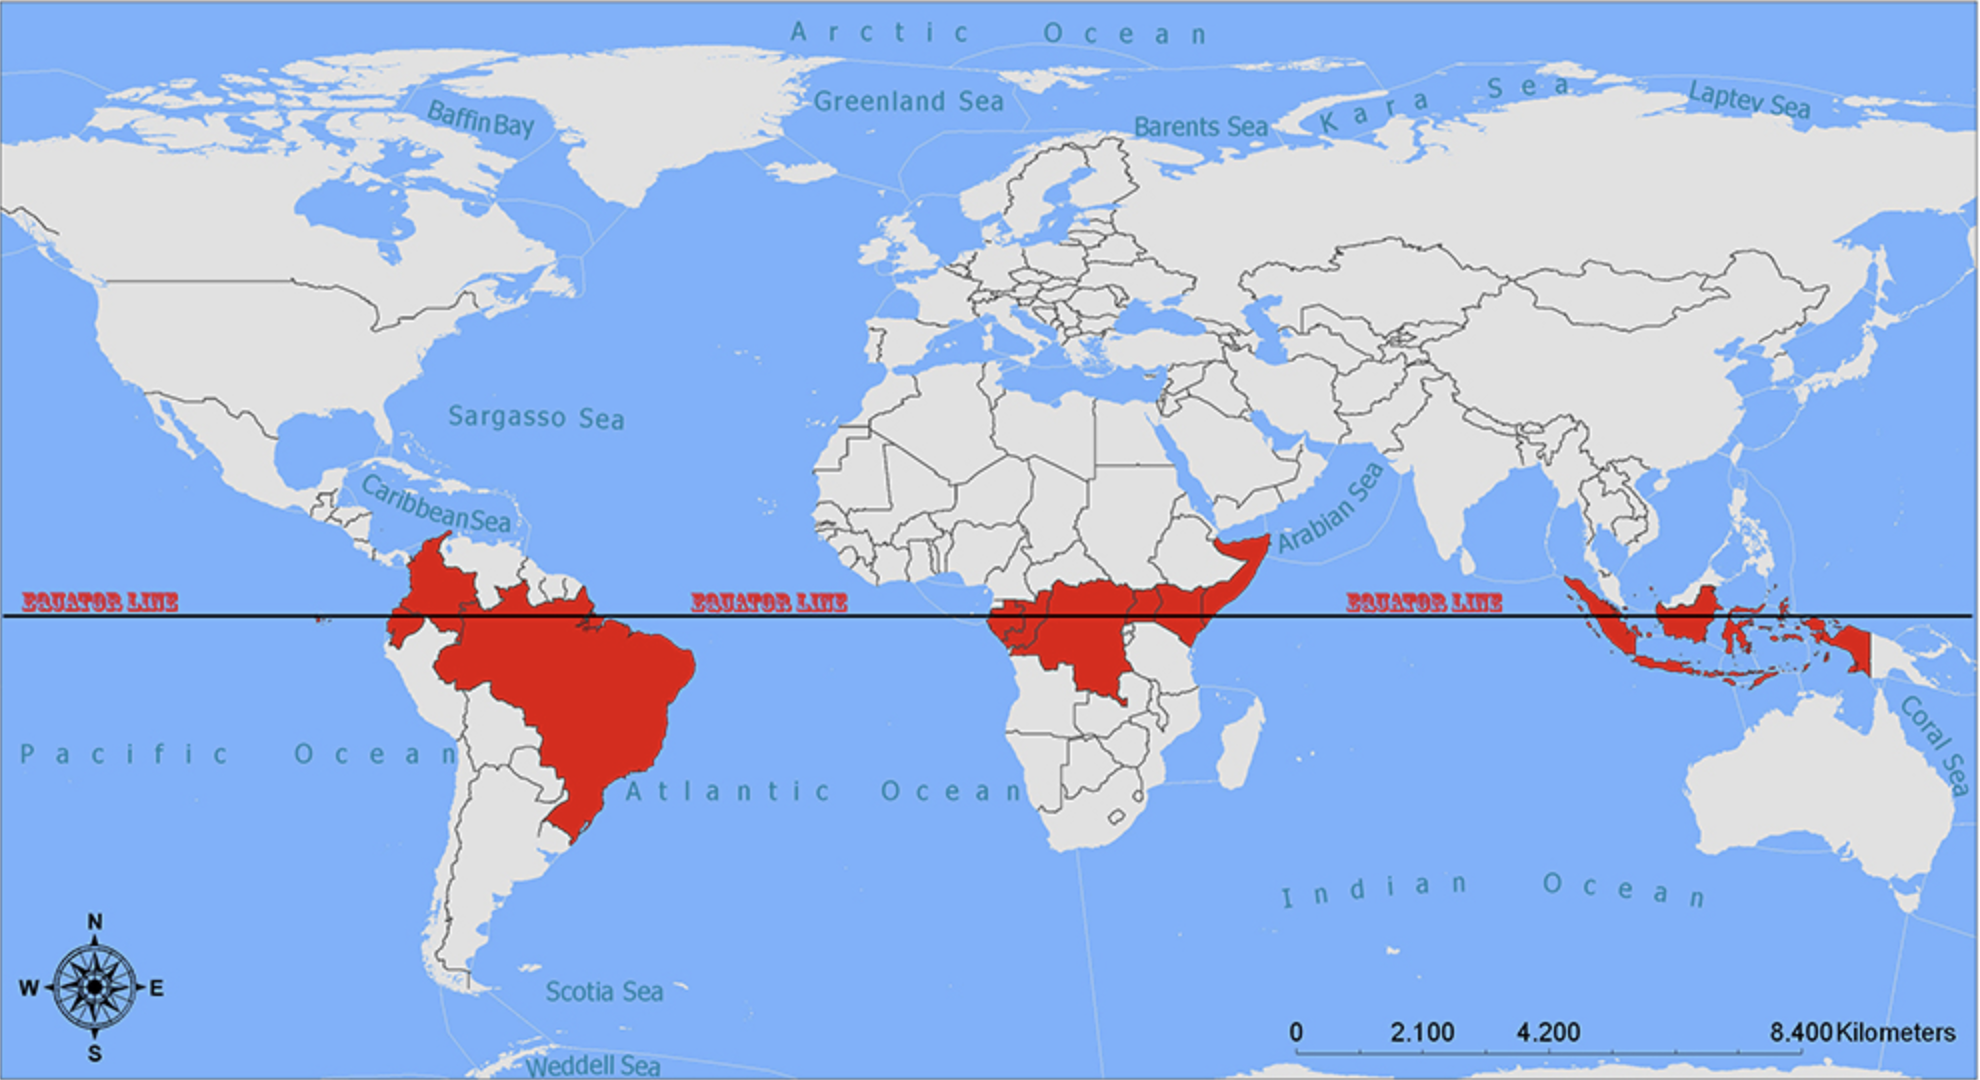 Arctic Ocean
Baffin Bay
Greenland Sea
Barents Sea
Kara Sea
Laptev Sea
Sargasso Sea
Caribbean Sea
Arabian Sea
EQUATOR LINE
EQUATOR LINE
EQUATOR LINE
Pacific Ocean
Atlantic Ocean
Coral Sea
Indian Ocean
N
W E
S
Scotia Sea
Weddell Sea
0 2.100 4.200 8.400 Kilometers